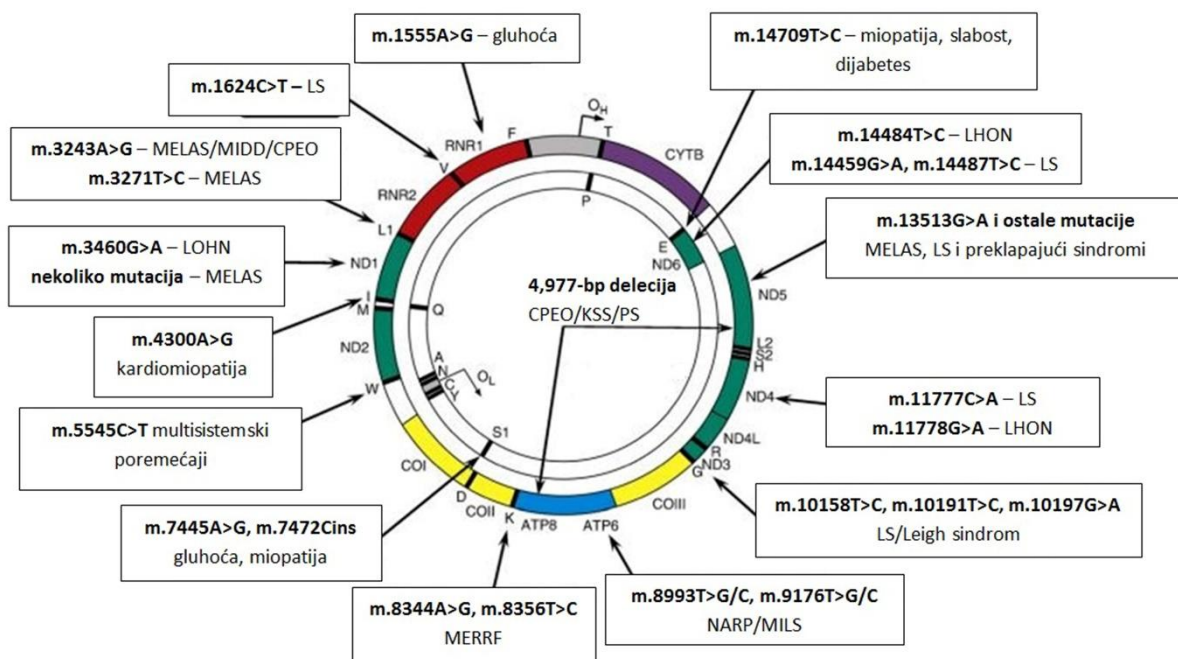 m.1555A>G – gluhoća
m.14709T>C – miopatija, slabost,
dijabetes
m.1624C>T – LS
m.3243A>G – MELAS/MIDD/CPEO
m.3271T>C – MELAS
m.14484T>C – LHON
m.14459G>A, m.14487T>C – LS
m.3460G>A – LOHN
nekoliko mutacija – MELAS
m.13513G>A i ostale mutacije
MELAS, LS i preklapajući sindromi
4,977-bp delecija
CPEO/KSS/PS
m.4300A>G
kardiomiopatija
m.5545C>T multisistemski
poremećaji
m.11777C>A – LS
m.11778G>A – LHON
m.7445A>G, m.7472Cins
gluhoća, miopatija
m.10158T>C, m.10191T>C, m.10197G>A
LS/Leigh sindrom
m.8344A>G, m.8356T>C
MERRF
m.8993T>G/C, m.9176T>G/C
NARP/MILS
OH
F
T
RNR1
CYTB
V
RNR2
P
L1
E
ND6
ND1
ND5
I
M
Q
ND2
L2
S2
H
A
N
C
Y
OL
W
ND4
S1
ND4L
R
ND3
G
COI
D
COII
K
ATP8
ATP6
COIII